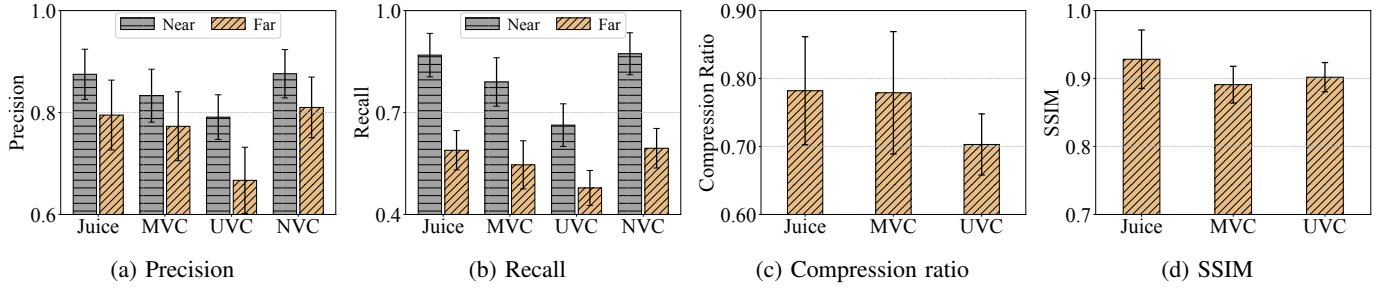 Near Far
1.0
0.8
0.6
Precision
Juice MVC UVC NVC
(a) Precision
Near Far
1.0
0.7
0.4
Recall
Juice MVC UVC NVC
(b) Recall
0.90
0.80
0.70
0.60
Compression Ratio
Juice MVC UVC
(c) Compression ratio
1.0
0.9
0.8
0.7
SSIM
Juice MVC UVC
(d) SSIM